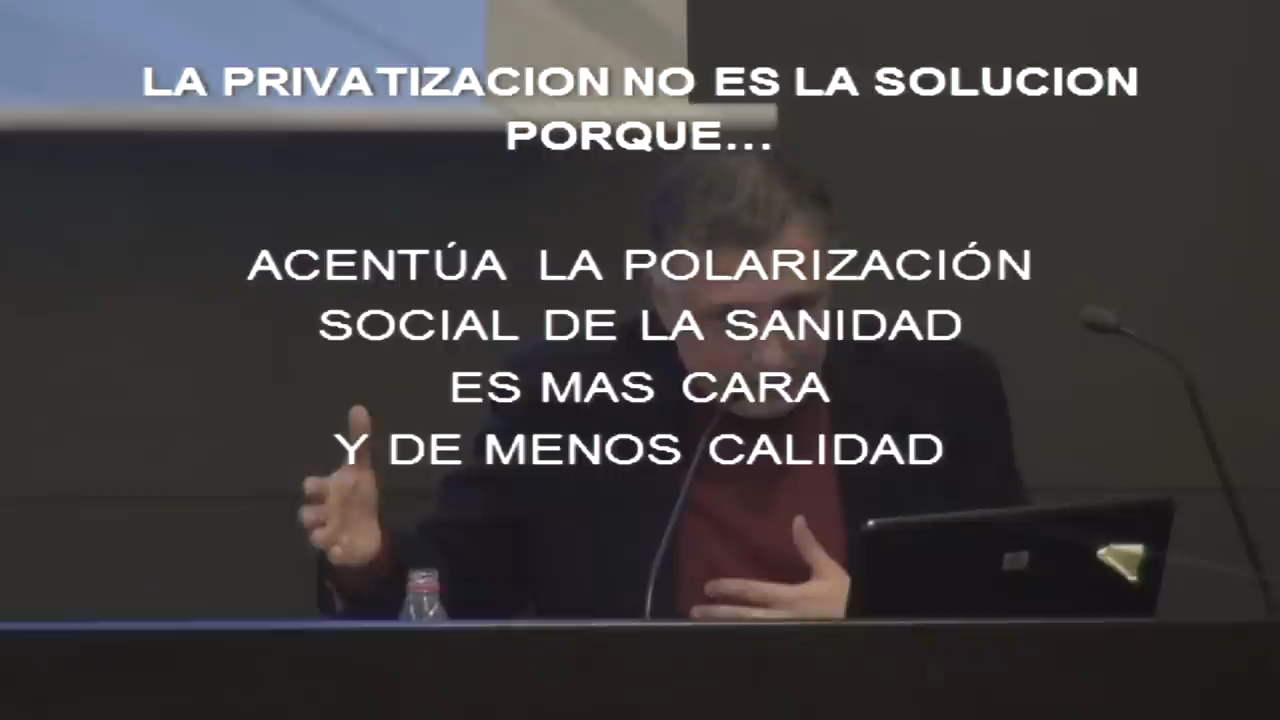 LA PRIVATIZACION NO ES LA SOLUCION
PORQUE...
ACENTÚA LA POLARIZACIÓN
SOCIAL DE LA SANIDAD
ES MAS CARA
Y DE MENOS CALIDAD